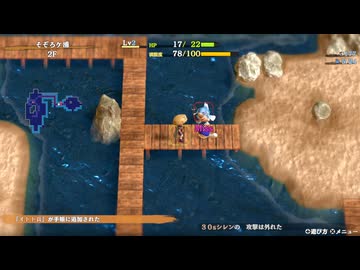 そぞろケ浦
2F
Lv2
HP 17/ 22
満腹度 78/100
が手帳に追加された
30sシレンの 攻撃は外れた
遊び方 メニュー